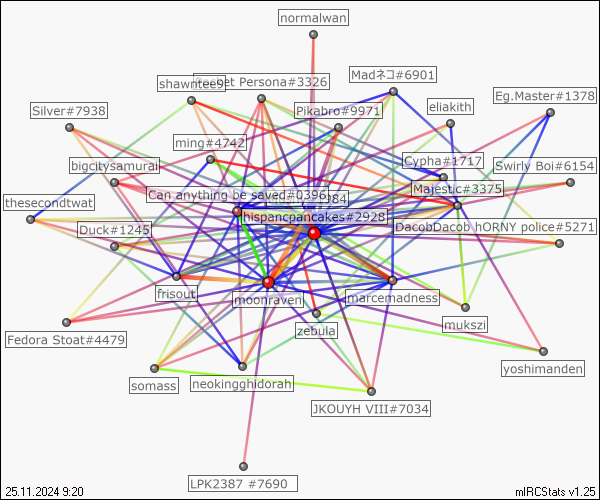 normalwan
shawntee9
et Persona#3326
Madネコ#6901
Silver#7938
Pikabro#9971
eliakith
Eg.Master#1378
ming#4742
bigcitysamurai
Cypha#1717
Swirly Boi#6154
thesecondtwat
Can anything be saved#0396
984
Majestic#3375
hispancpancakes#2928
Duck#1245
DacobDacob
hORNY police#5271
frisout
moonraven
marcemadness
Fedora Stoat#4479
zebula
mukszi
somass
neokingghidorah
yoshimanden
JKOUYH VIII#7034
LPK2387 #7690
25.11.2024 9:20
mIRCStats v1.25